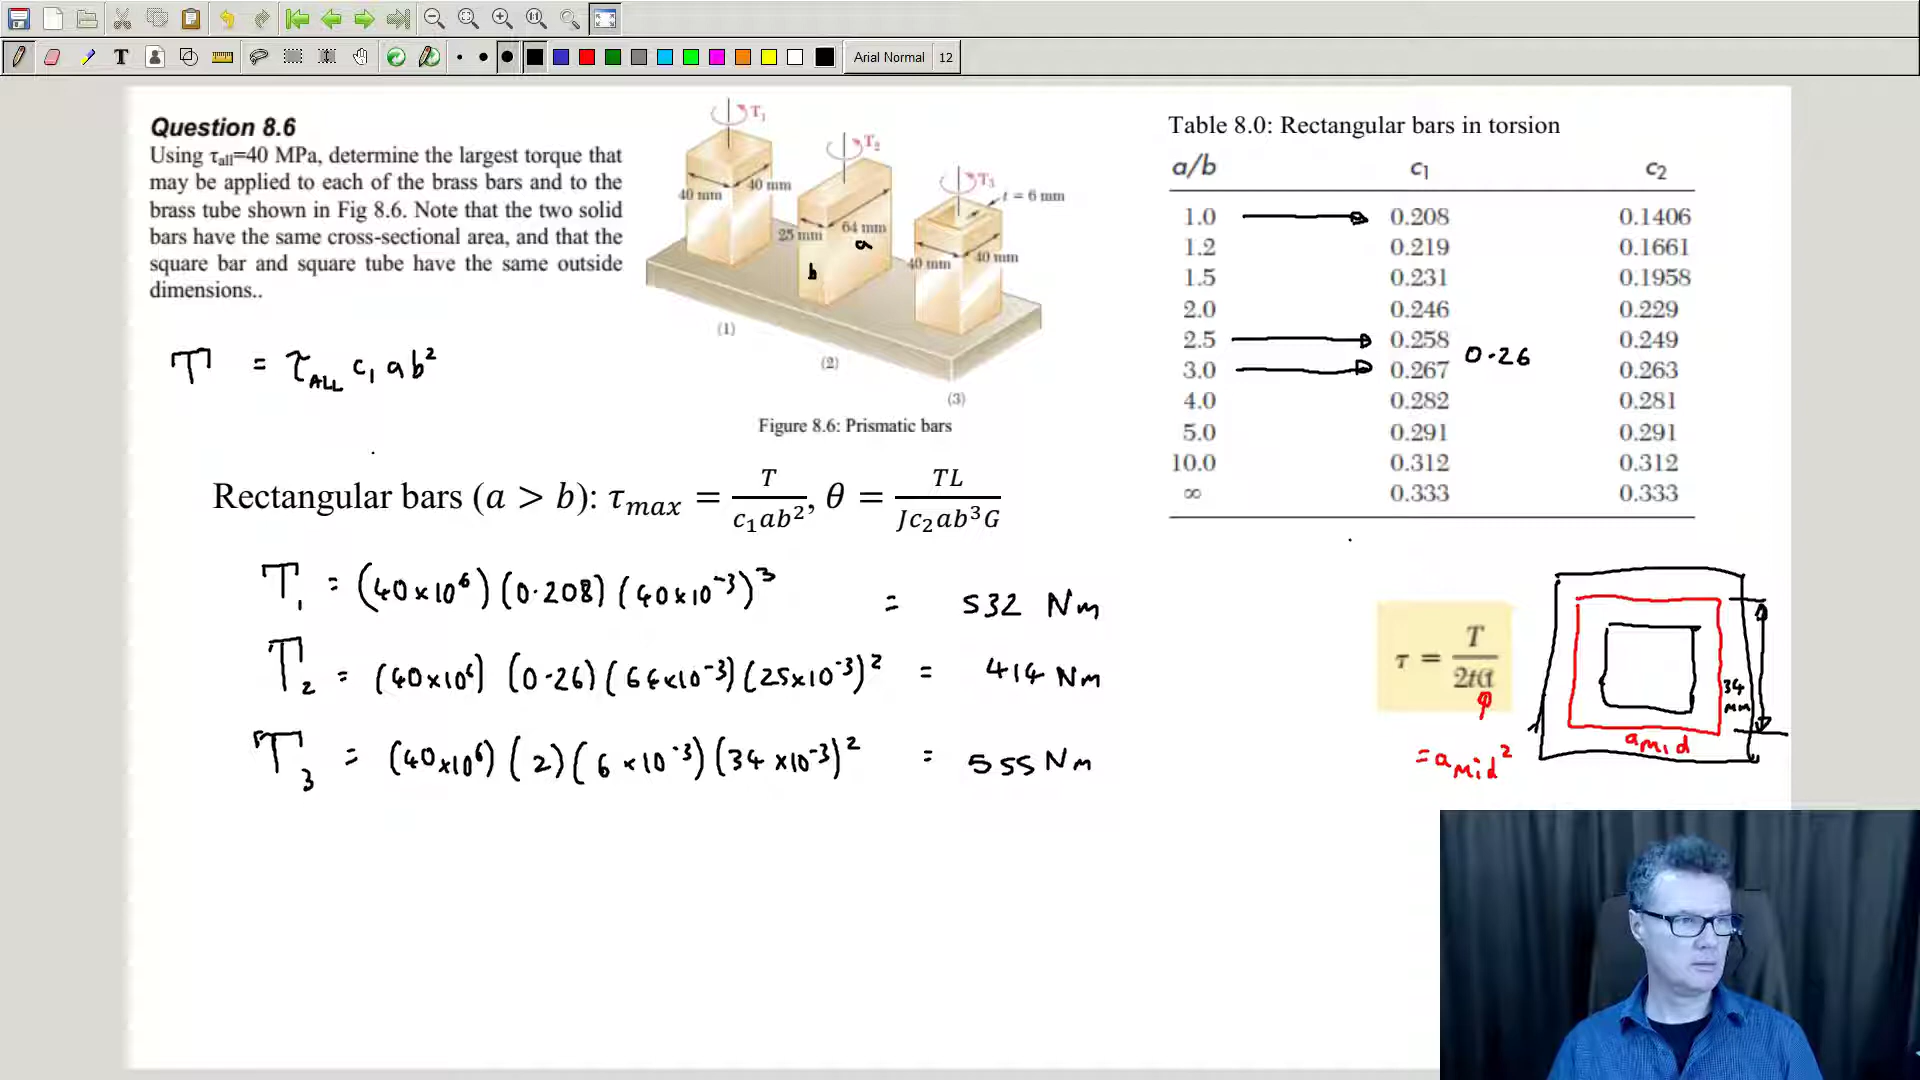 Arial Normal 12
Question 8.6
Using τall=40 MPa, determine the largest torque that
may be applied to each of the brass bars and to the
brass tube shown in Fig 8.6. Note that the two solid
bars have the same cross-sectional area, and that the
square bar and square tube have the same outside
dimensions..
T₁
T₂
T₃
40 mm
40 mm
25 mm
64 mm
a
b
t = 6 mm
40 mm
40 mm
(1)
(2)
(3)
Figure 8.6: Prismatic bars
Table 8.0: Rectangular bars in torsion
a/b c₁ c₂
1.0 0.208 0.1406
1.2 0.219 0.1661
1.5 0.231 0.1958
2.0 0.246 0.229
2.5 0.258 0.249
0.26
3.0 0.267 0.263
4.0 0.282 0.281
5.0 0.291 0.291
10.0 0.312 0.312
∞ 0.333 0.333
T = τALL c₁ ab²
Rectangular bars (a > b): τmax = T/c₁ab², θ = TL/Jc₂ab³G
T₁ = (40×10⁶)(0.208)(40×10⁻³)³ = 532 Nm
T₂ = (40×10⁶)(0.26)(64×10⁻³)(25×10⁻³)² = 414 Nm
T₃ = (40×10⁶)(2)(6×10⁻³)(34×10⁻³)² = 555 Nm
τ = T/2tα
= aMid²
34
MM
aMID